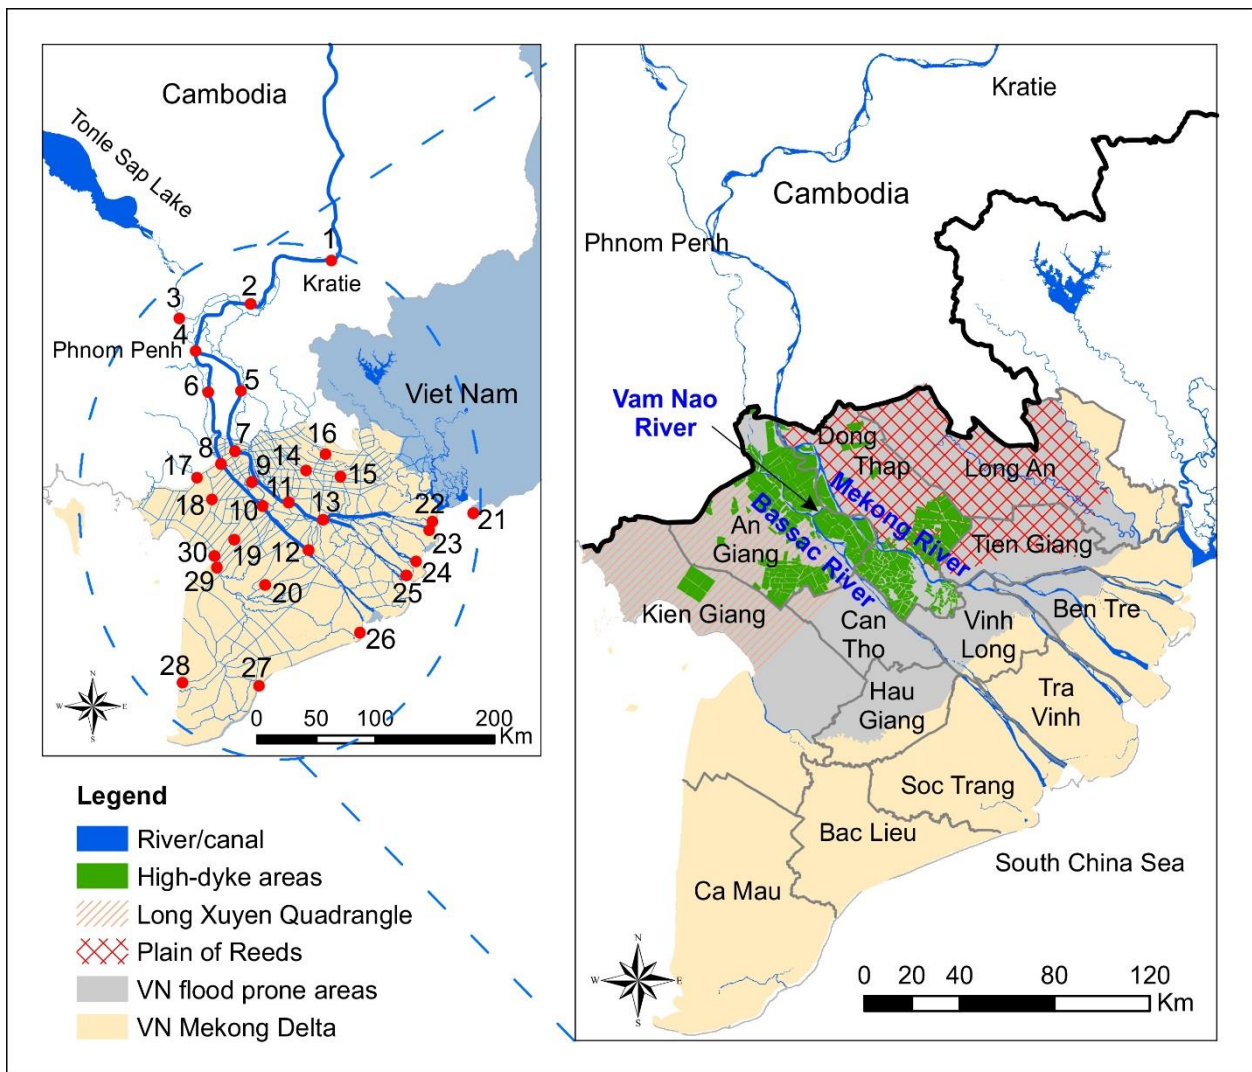 Cambodia
Tonle Sap Lake
1
Kratie
2
3
4
Phnom Penh
6
5
Viet Nam
7
8
16
14
9
15
17
11
13
18
10
22
21
23
12
30
19
24
29
20
25
26
28
27
N
W
E
S
0
50
100
200
Km
Legend
River/canal
High-dyke areas
Long Xuyen Quadrangle
Plain of Reeds
VN flood prone areas
VN Mekong Delta
Kratie
Cambodia
Phnom Penh
Vam Nao
River
Dong
Thap
Long An
Mekong River
An
Giang
Bassac River
Tien Giang
Kien Giang
Can
Tho
Vinh
Long
Ben Tre
Hau
Giang
Tra
Vinh
Soc Trang
Bac Lieu
South China Sea
Ca Mau
N
W
E
S
0
20
40
80
120
Km